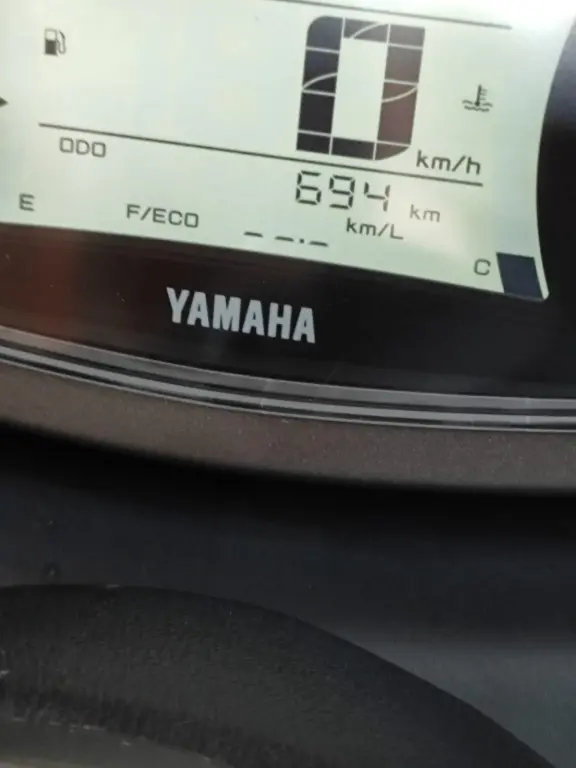 0 km/h
ODO 694 km
E F/ECO --.- km/L C
YAMAHA